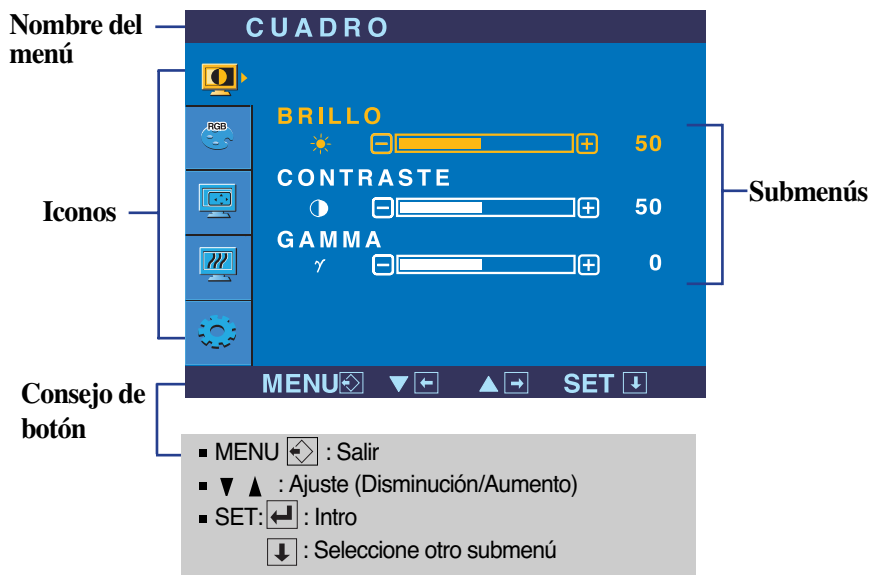 Nombre del menú
CUADRO
RGB
BRILLO
50
CONTRASTE
50
GAMMA
γ 0
Iconos
Submenús
MENU ▼ ▲ SET
Consejo de botón
▪ MENU : Salir
▪ ▼ ▲ : Ajuste (Disminución/Aumento)
▪ SET: : Intro
: Seleccione otro submenú